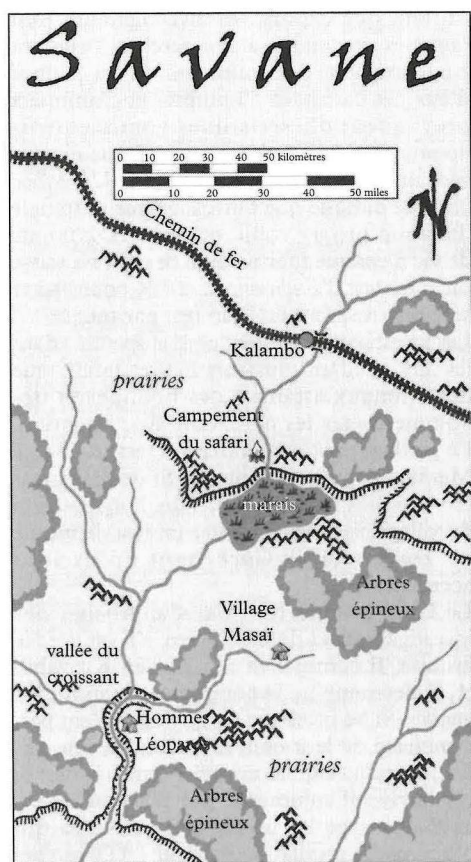 Savane
0 10 20 30 40 50 kilomètres
0 10 20 30 40 50 miles
N
Chemin de fer
Kalambo
prairies
Campement
du safari
marais
Arbres
épineux
Village
Masaï
vallée du
croissant
Hommes
Léopards
prairies
Arbres
épineux